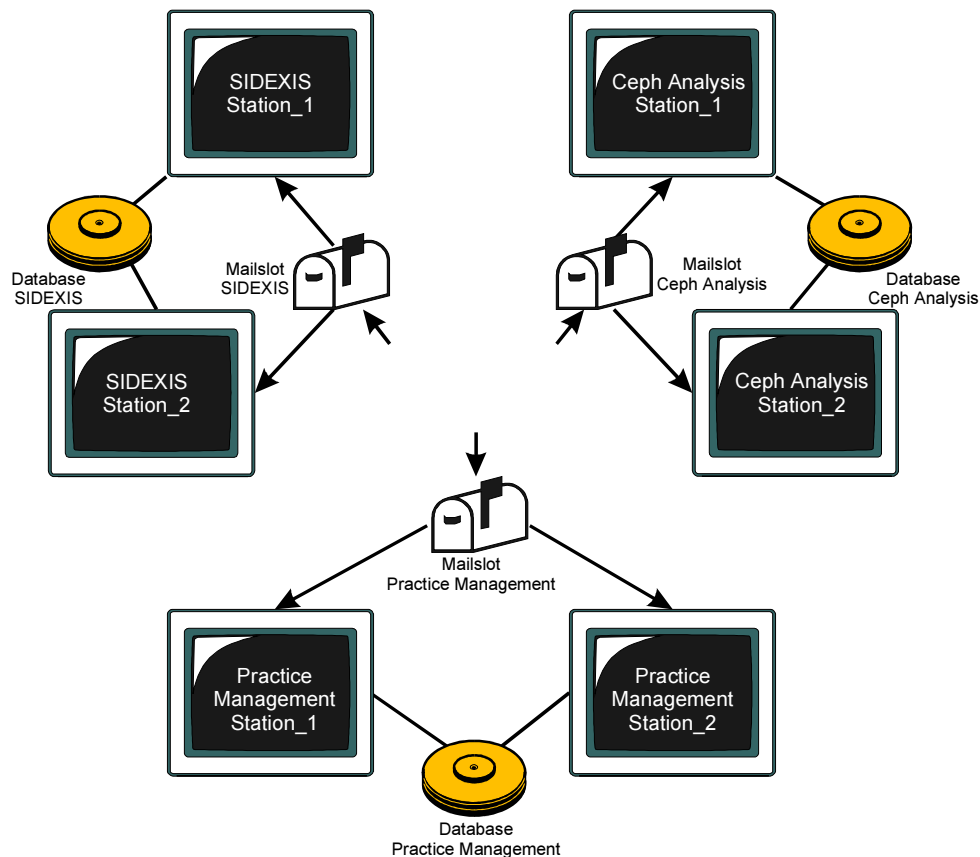 SIDEXIS
Station_1
Ceph Analysis
Station_1
Database
SIDEXIS
Mailslot
SIDEXIS
Mailslot
Ceph Analysis
Database
Ceph Analysis
SIDEXIS
Station_2
Ceph Analysis
Station_2
Mailslot
Practice Management
Practice
Management
Station_1
Practice
Management
Station_2
Database
Practice Management